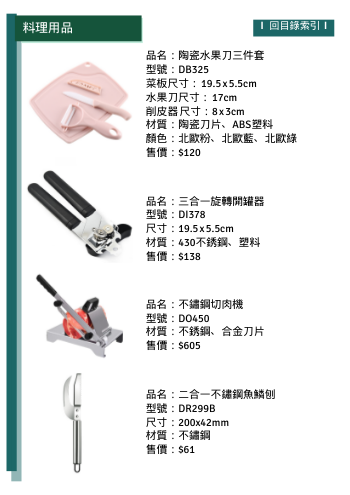 料理用品
I 回目錄索引 I
品名：陶瓷水果刀三件套
型號：DB325
菜板尺寸：19.5x5.5cm
水果刀尺寸：17cm
削皮器尺寸：8x3cm
材質：陶瓷刀片、ABS塑料
顏色：北歐粉、北歐藍、北歐綠
售價：$120
品名：三合一旋轉開罐器
型號：DI378
尺寸：19.5x5.5cm
材質：430不銹鋼、塑料
售價：$138
品名：不鏽鋼切肉機
型號：DO450
材質：不銹鋼、合金刀片
售價：$605
品名：二合一不鏽鋼魚鱗刨
型號：DR299B
尺寸：200x42mm
材質：不鏽鋼
售價：$61